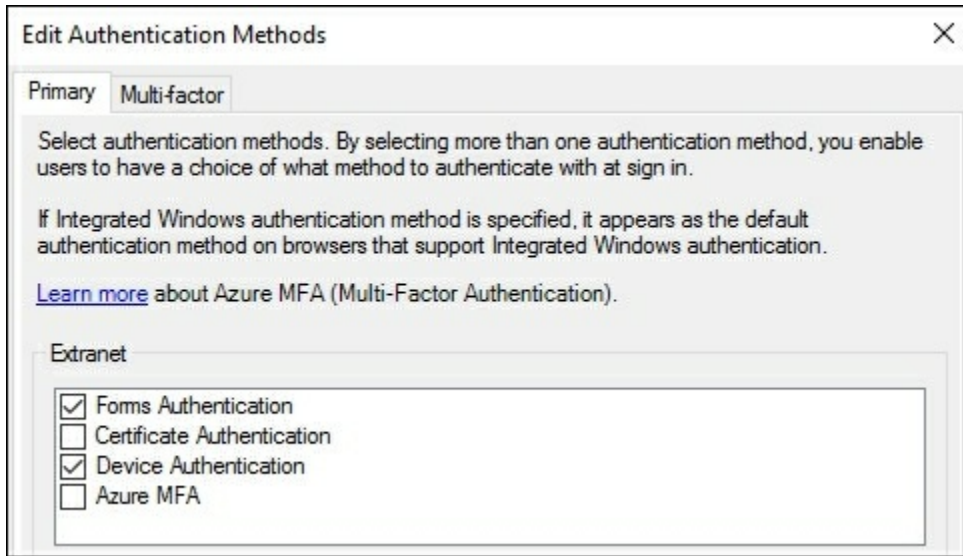 Edit Authentication Methods
Primary
Multi-factor
Select authentication methods. By selecting more than one authentication method, you enable
users to have a choice of what method to authenticate with at sign in.
If Integrated Windows authentication method is specified, it appears as the default
authentication method on browsers that support Integrated Windows authentication.
Learn more about Azure MFA (Multi-Factor Authentication).
Extranet
Forms Authentication
Certificate Authentication
Device Authentication
Azure MFA